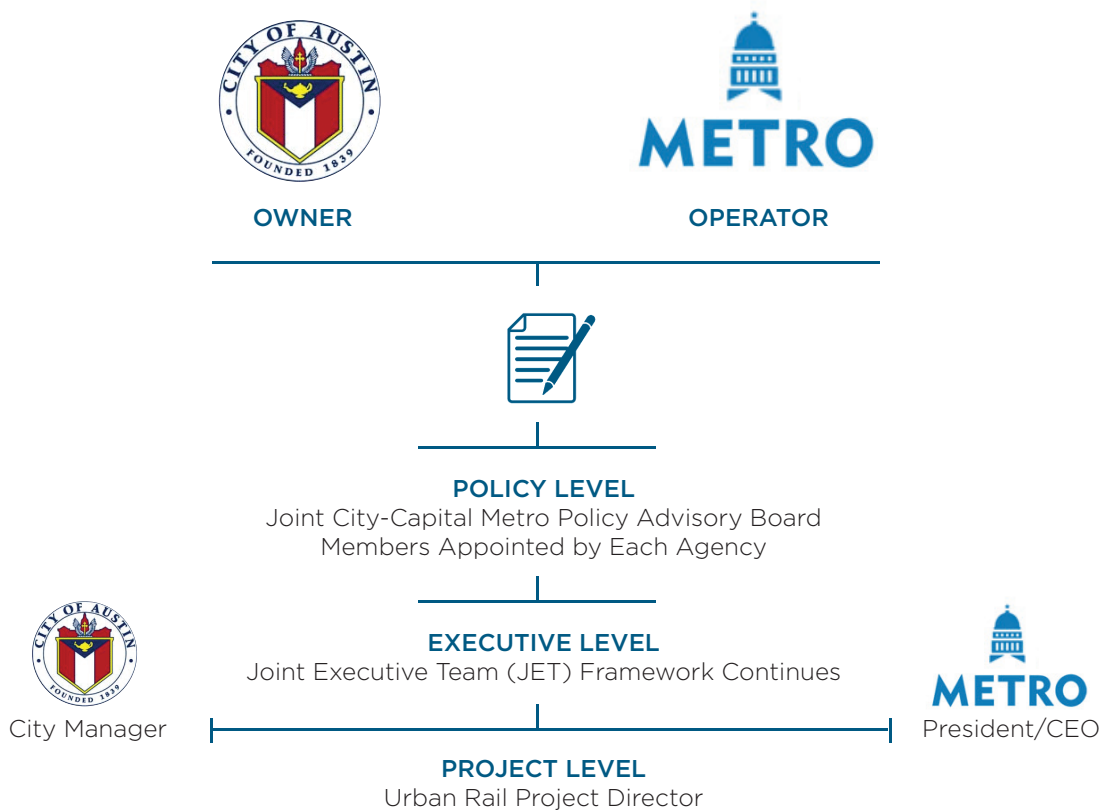 CITY OF AUSTIN
FOUNDED 1839
METRO
OWNER
OPERATOR
POLICY LEVEL
Joint City-Capital Metro Policy Advisory Board
Members Appointed by Each Agency
EXECUTIVE LEVEL
Joint Executive Team (JET) Framework Continues
CITY OF AUSTIN
FOUNDED 1839
City Manager
METRO
President/CEO
PROJECT LEVEL
Urban Rail Project Director